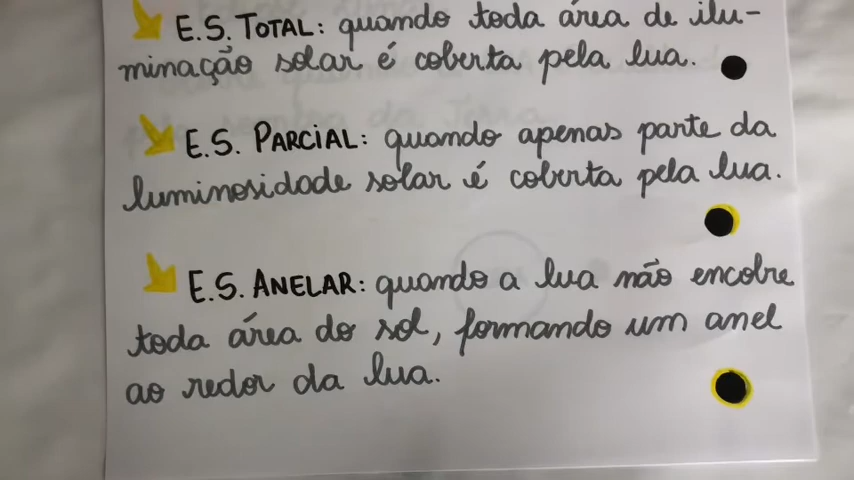 E.S. TOTAL: quando toda área de ilu-
minação solar é coberta pela lua.
E.S. PARCIAL: quando apenas parte da
luminosidade solar é coberta pela lua.
E.S. ANELAR: quando a lua não encobre
toda área do sol, formando um anel
ao redor da lua.